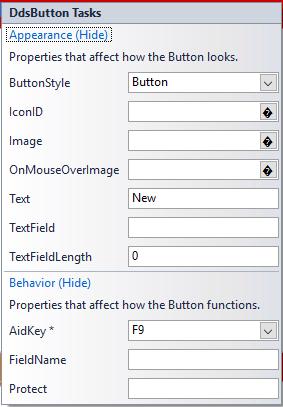 DdsButton Tasks
Appearance (Hide)
Properties that affect how the Button looks.
ButtonStyle Button
IconID �
Image �
OnMouseOverImage �
Text New
TextField
TextFieldLength 0
Behavior (Hide)
Properties that affect how the Button functions.
AidKey * F9
FieldName
Protect